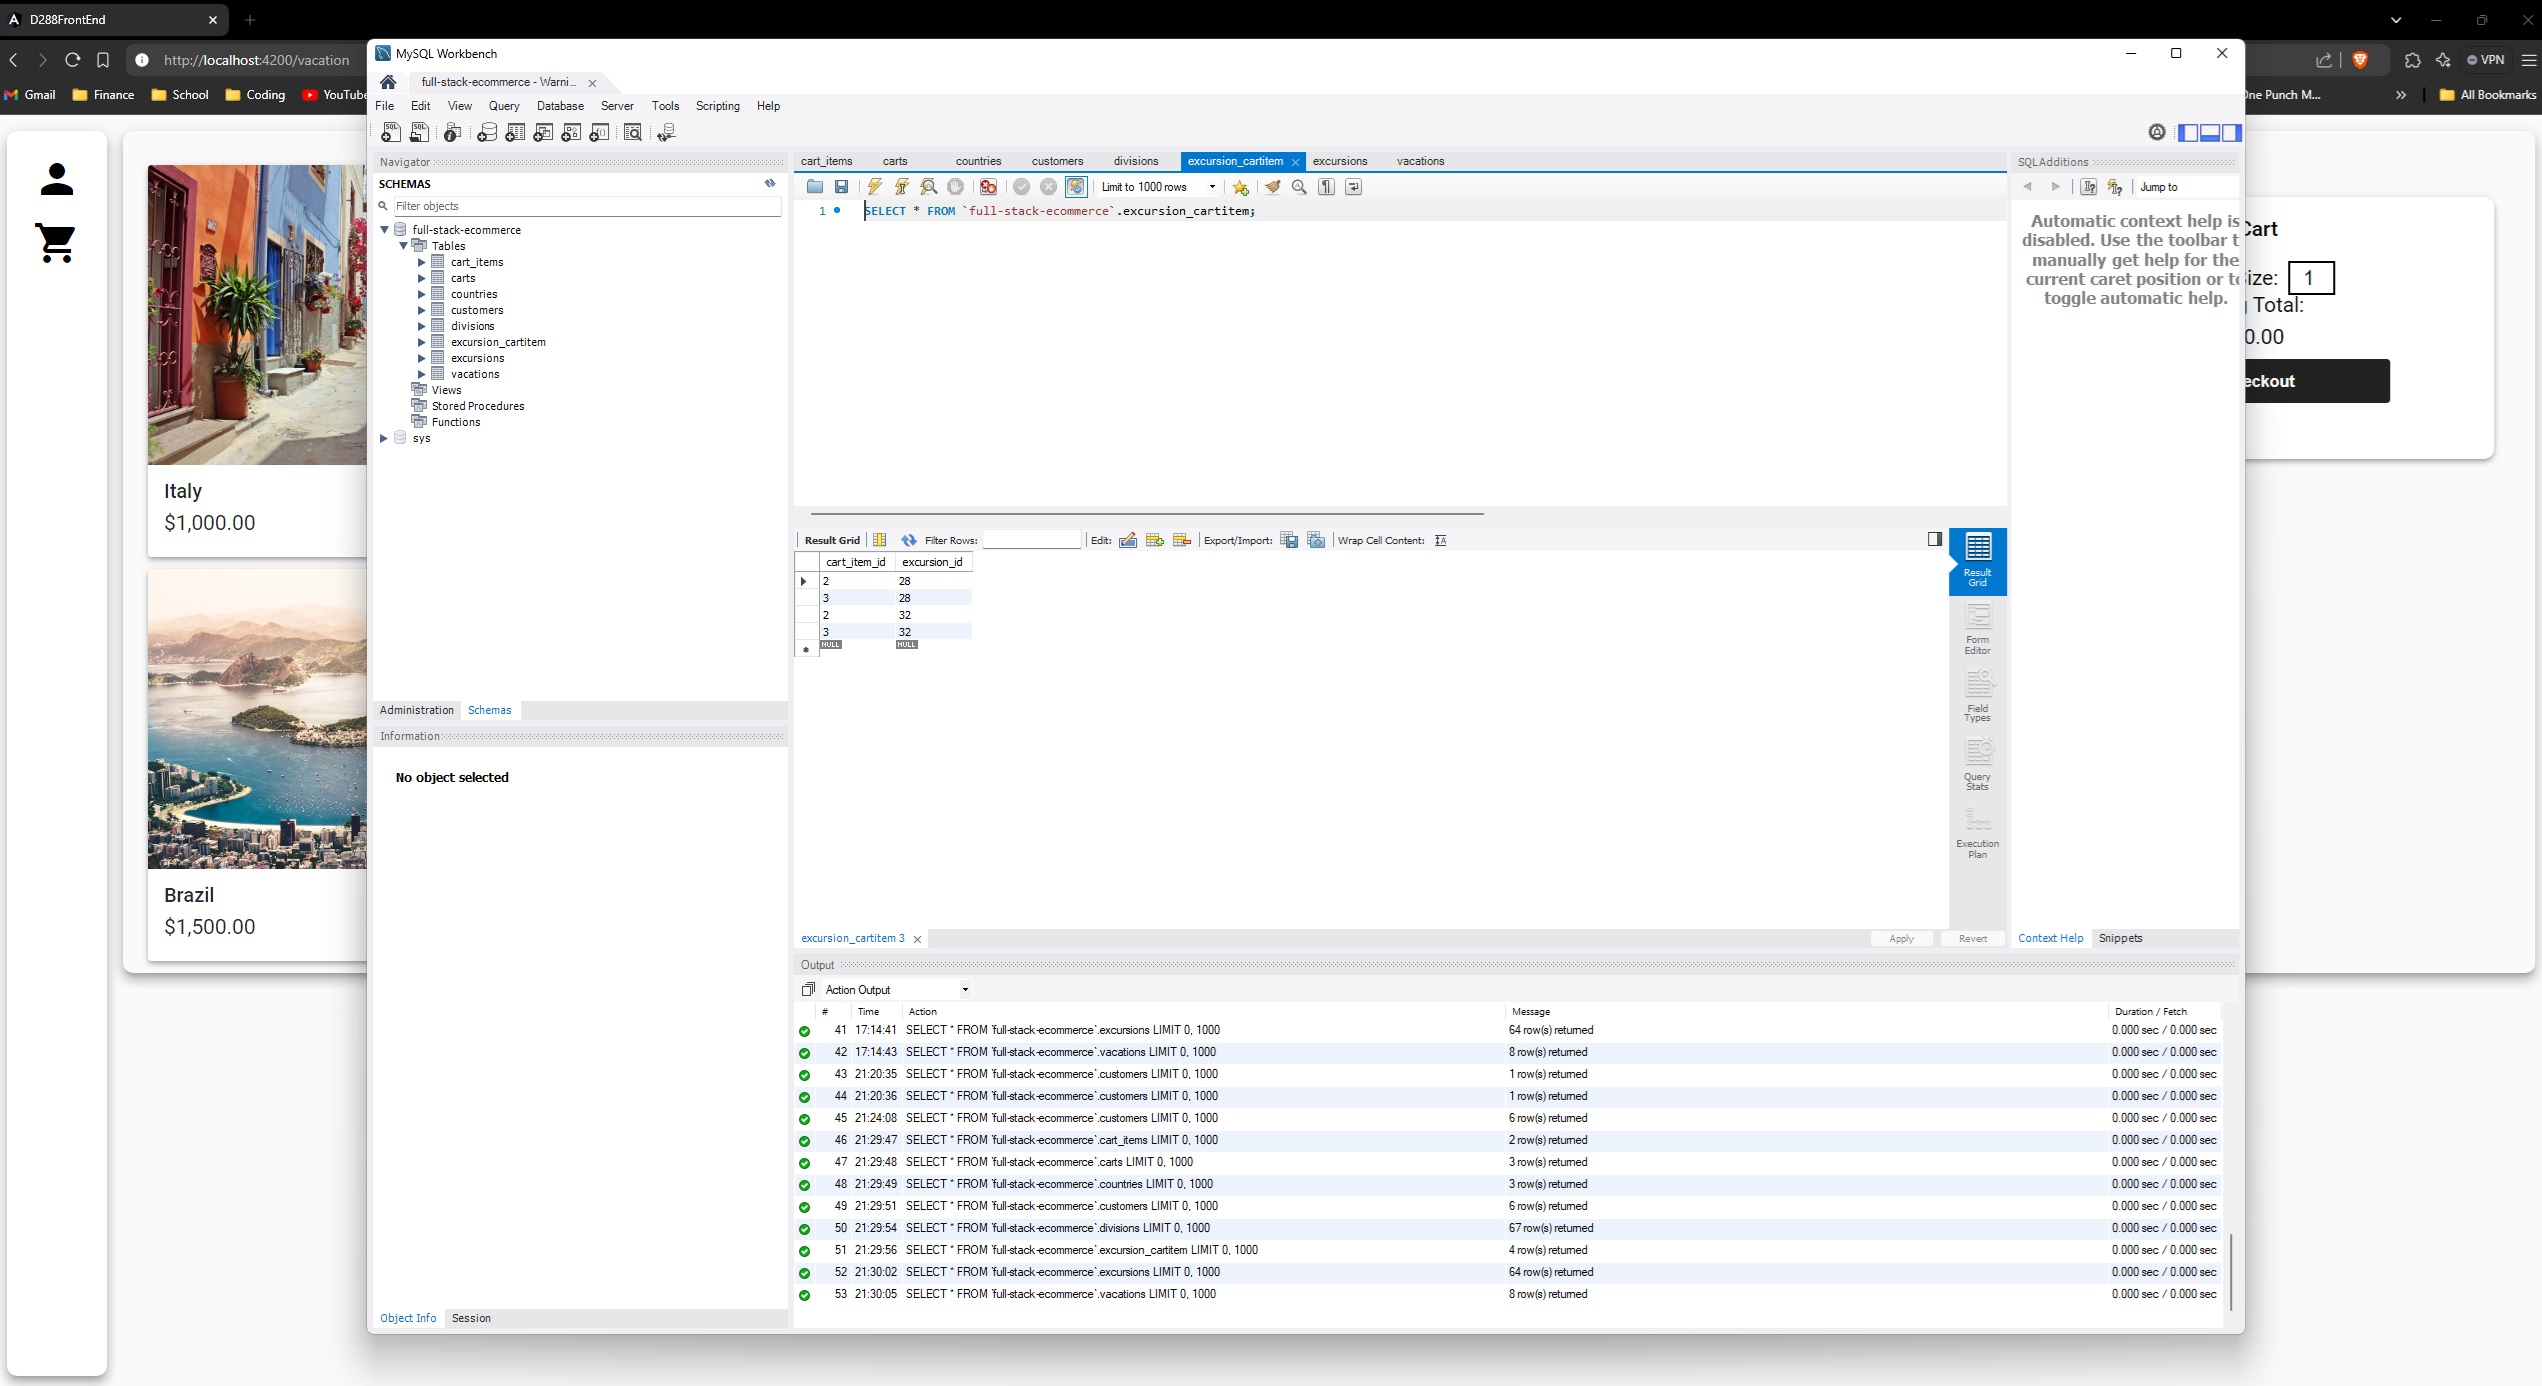 D288FrontEnd
http://localhost:4200/vacation
VPN
Gmail
Finance
School
Coding
YouTube
One Punch M...
All Bookmarks
Italy
$1,000.00
Brazil
$1,500.00
MySQL Workbench
full-stack-ecommerce - Warni...
File Edit View Query Database Server Tools Scripting Help
Navigator
SCHEMAS
Filter objects
full-stack-ecommerce
Tables
cart_items
carts
countries
customers
divisions
excursion_cartitem
excursions
vacations
Views
Stored Procedures
Functions
sys
Administration Schemas
Information
No object selected
Object Info Session
cart_items carts countries customers divisions excursion_cartitem excursions vacations
Limit to 1000 rows
1 SELECT * FROM `full-stack-ecommerce`.excursion_cartitem;
Result Grid Filter Rows: Edit: Export/Import: Wrap Cell Content:
cart_item_id excursion_id
2 28
3 28
2 32
3 32
NULL NULL
Result
Grid
Form
Editor
Field
Types
Query
Stats
Execution
Plan
excursion_cartitem 3
Apply Revert
SQLAdditions
Jump to
Automatic context help is
disabled. Use the toolbar t
manually get help for the
current caret position or to
toggle automatic help.
Context Help Snippets
Cart
ize: 1
Total:
0.00
eckout
Output
Action Output
# Time Action Message Duration / Fetch
41 17:14:41 SELECT * FROM `full-stack-ecommerce`.excursions LIMIT 0, 1000 64 row(s) returned 0.000 sec / 0.000 sec
42 17:14:43 SELECT * FROM `full-stack-ecommerce`.vacations LIMIT 0, 1000 8 row(s) returned 0.000 sec / 0.000 sec
43 21:20:35 SELECT * FROM `full-stack-ecommerce`.customers LIMIT 0, 1000 1 row(s) returned 0.000 sec / 0.000 sec
44 21:20:36 SELECT * FROM `full-stack-ecommerce`.customers LIMIT 0, 1000 1 row(s) returned 0.000 sec / 0.000 sec
45 21:24:08 SELECT * FROM `full-stack-ecommerce`.customers LIMIT 0, 1000 6 row(s) returned 0.000 sec / 0.000 sec
46 21:29:47 SELECT * FROM `full-stack-ecommerce`.cart_items LIMIT 0, 1000 2 row(s) returned 0.000 sec / 0.000 sec
47 21:29:48 SELECT * FROM `full-stack-ecommerce`.carts LIMIT 0, 1000 3 row(s) returned 0.000 sec / 0.000 sec
48 21:29:49 SELECT * FROM `full-stack-ecommerce`.countries LIMIT 0, 1000 3 row(s) returned 0.000 sec / 0.000 sec
49 21:29:51 SELECT * FROM `full-stack-ecommerce`.customers LIMIT 0, 1000 6 row(s) returned 0.000 sec / 0.000 sec
50 21:29:54 SELECT * FROM `full-stack-ecommerce`.divisions LIMIT 0, 1000 67 row(s) returned 0.000 sec / 0.000 sec
51 21:29:56 SELECT * FROM `full-stack-ecommerce`.excursion_cartitem LIMIT 0, 1000 4 row(s) returned 0.000 sec / 0.000 sec
52 21:30:02 SELECT * FROM `full-stack-ecommerce`.excursions LIMIT 0, 1000 64 row(s) returned 0.000 sec / 0.000 sec
53 21:30:05 SELECT * FROM `full-stack-ecommerce`.vacations LIMIT 0, 1000 8 row(s) returned 0.000 sec / 0.000 sec